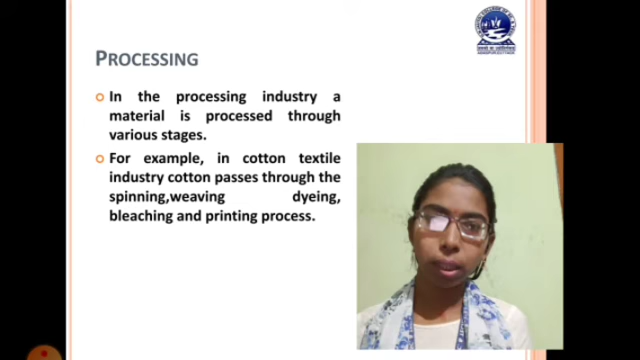 PROCESSING
In the processing industry a
material is processed through
various stages.
For example, in cotton textile
industry cotton passes through the
spinning,weaving dyeing,
bleaching and printing process.